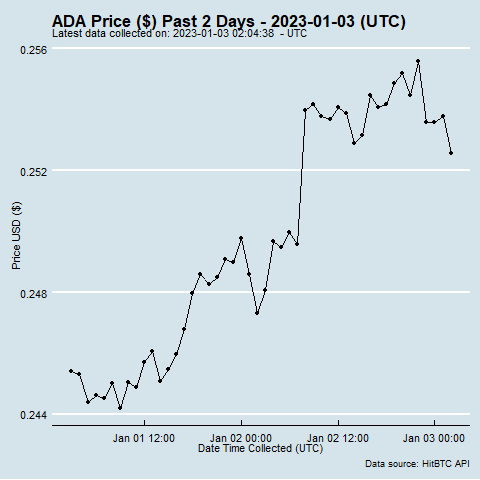 ADA Price ($) Past 2 Days - 2023-01-03 (UTC)
Latest data collected on: 2023-01-03 02:04:38  - UTC
0.256
0.252
0.248
0.244
Price USD ($)
Jan 01 12:00 Jan 02 00:00 Jan 02 12:00 Jan 03 00:00
Date Time Collected (UTC)
Data source: HitBTC API